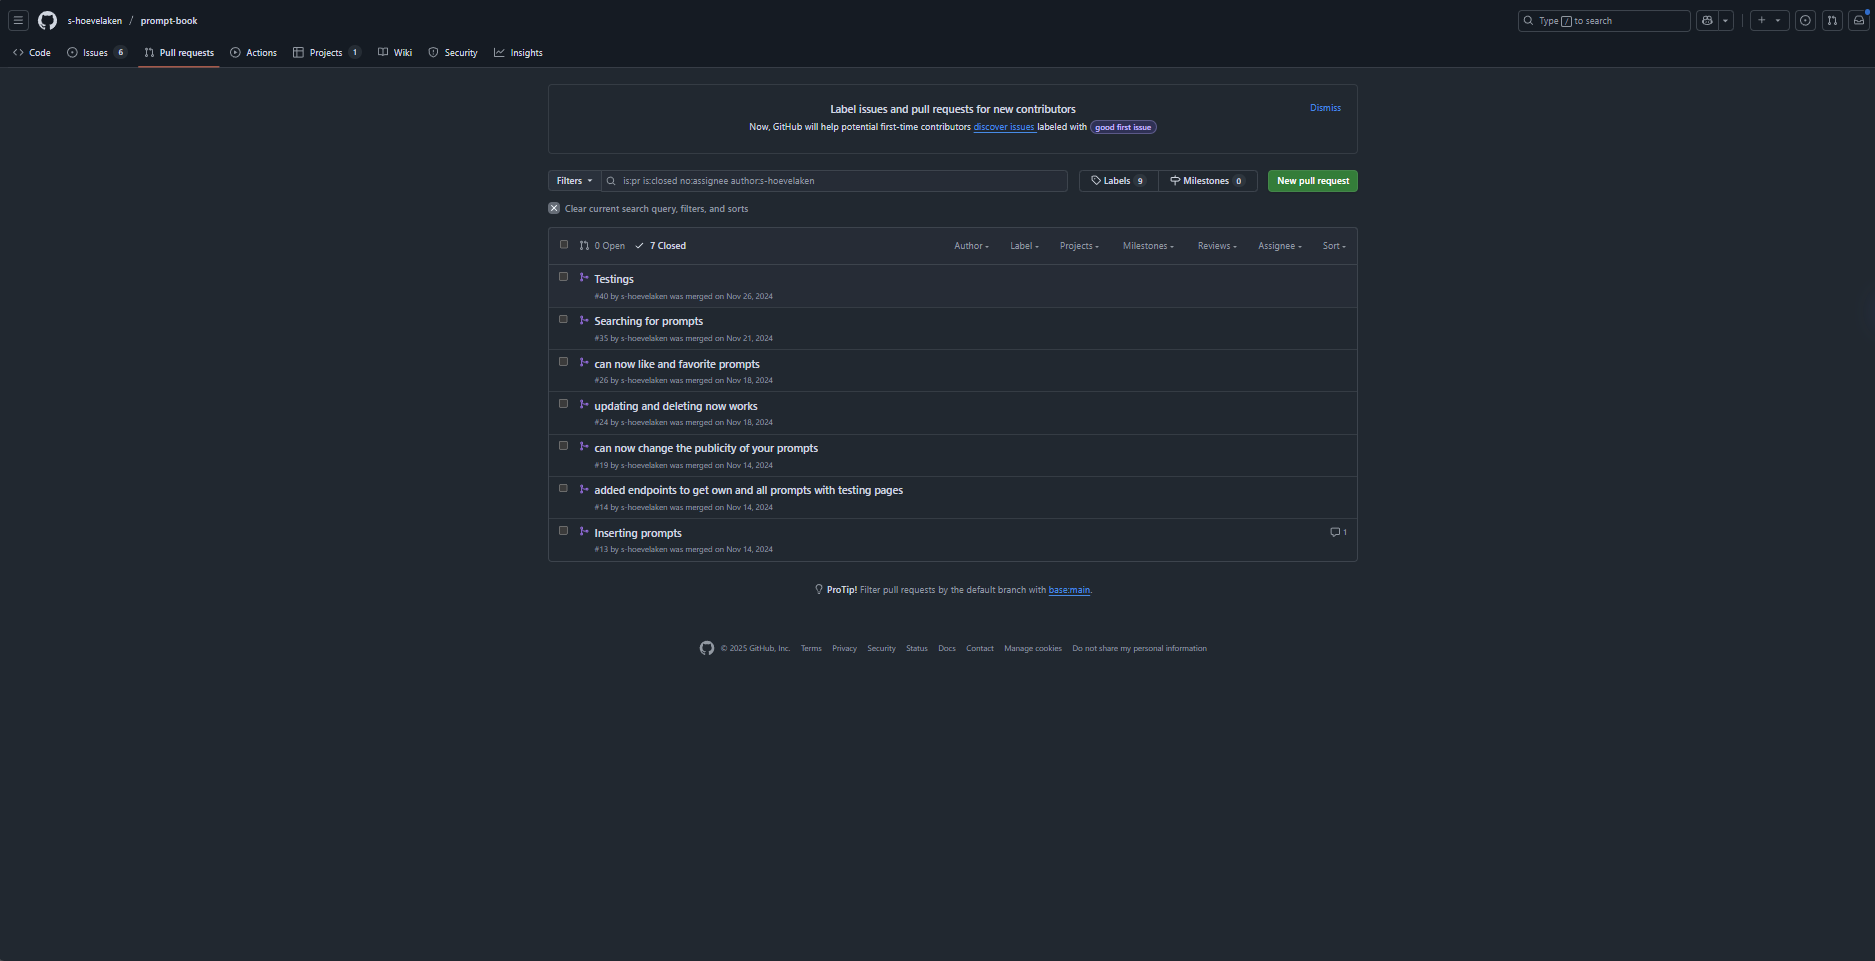 s-hoevelaken / prompt-book
Type / to search
Code Issues 6 Pull requests Actions Projects 1 Wiki Security Insights
Label issues and pull requests for new contributors
Dismiss
Now, GitHub will help potential first-time contributors discover issues labeled with good first issue
Filters is:pr is:closed no:assignee author:s-hoevelaken Labels 9 Milestones 0 New pull request
Clear current search query, filters, and sorts
0 Open 7 Closed Author Label Projects Milestones Reviews Assignee Sort
Testings
#40 by s-hoevelaken was merged on Nov 26, 2024
Searching for prompts
#35 by s-hoevelaken was merged on Nov 21, 2024
can now like and favorite prompts
#26 by s-hoevelaken was merged on Nov 18, 2024
updating and deleting now works
#24 by s-hoevelaken was merged on Nov 18, 2024
can now change the publicity of your prompts
#19 by s-hoevelaken was merged on Nov 14, 2024
added endpoints to get own and all prompts with testing pages
#14 by s-hoevelaken was merged on Nov 14, 2024
Inserting prompts 1
#13 by s-hoevelaken was merged on Nov 14, 2024
ProTip! Filter pull requests by the default branch with base:main.
© 2025 GitHub, Inc. Terms Privacy Security Status Docs Contact Manage cookies Do not share my personal information